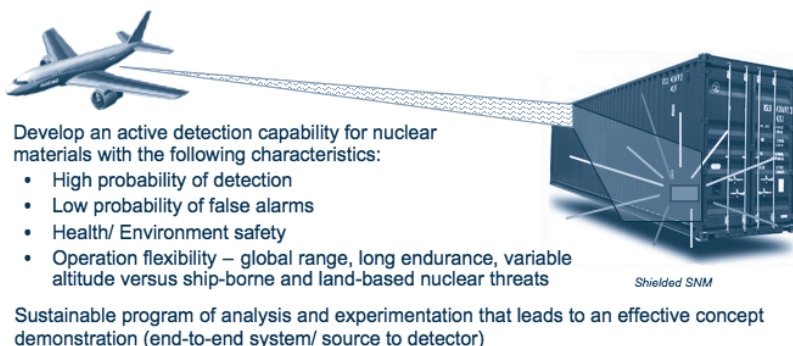 Develop an active detection capability for nuclear
materials with the following characteristics:
• High probability of detection
• Low probability of false alarms
• Health/ Environment safety
• Operation flexibility – global range, long endurance, variable
altitude versus ship-borne and land-based nuclear threats
Shielded SNM
Sustainable program of analysis and experimentation that leads to an effective concept
demonstration (end-to-end system/ source to detector)